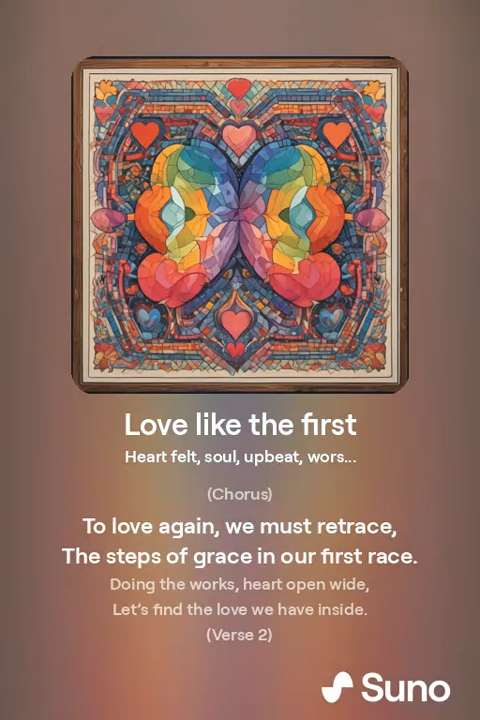 Love like the first
Heart felt, soul, upbeat, wors...
(Chorus)
To love again, we must retrace,
The steps of grace in our first race.
Doing the works, heart open wide,
Let's find the love we have inside.
(Verse 2)
Suno